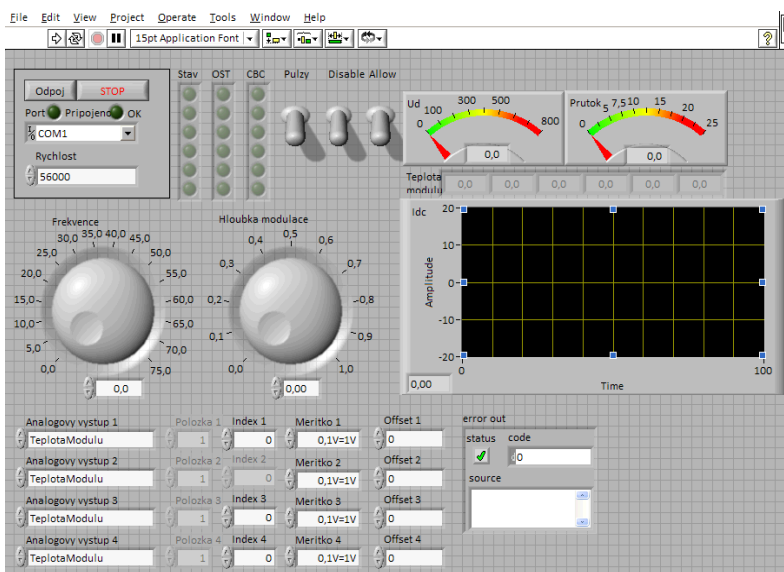 File Edit View Project Operate Tools Window Help
15pt Application Font
Odpoj STOP
Port Pripojeno OK
COM1
Rychlost
56000
Stav OST CBC Pulzy Disable Allow
Ud
0 100 300 500 800
0,0
Prutok
0 5 7,5 10 15 20 25
0,0
Teplota
modulu
0,0 0,0 0,0 0,0 0,0 0,0
Frekvence
0,0 5,0 10,0 15,0 20,0 25,0 30,0 35,0 40,0 45,0 50,0 55,0 60,0 65,0 70,0 75,0
0,0
Hloubka modulace
0,0 0,1 0,2 0,3 0,4 0,5 0,6 0,7 0,8 0,9 1,0
0,00
Idc
Amplitude
20
10
0
-10
-20
0 100
Time
0,00
Analogovy vystup 1 Polozka 1 Index 1 Meritko 1 Offset 1
TeplotaModulu 1 0 0,1V=1V 0
Analogovy vystup 2 Polozka 2 Index 2 Meritko 2 Offset 2
TeplotaModulu 1 0 0,1V=1V 0
Analogovy vystup 3 Polozka 3 Index 3 Meritko 3 Offset 3
TeplotaModulu 1 0 0,1V=1V 0
Analogovy vystup 4 Polozka 4 Index 4 Meritko 4 Offset 4
TeplotaModulu 1 0 0,1V=1V 0
error out
status code
d0
source